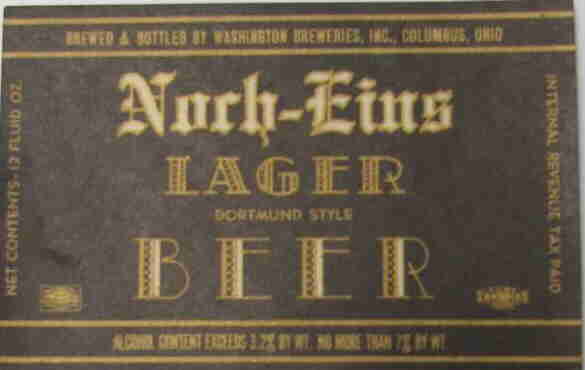 BREWED & BOTTLED BY WASHINGTON BREWERIES, INC., COLUMBUS, OHIO
Noch-Eins
LAGER
DORTMUND STYLE
BEER
NET CONTENTS-12 FLUID OZ.
INTERNAL REVENUE TAX PAID
ALCOHOL CONTENT EXCEEDS 3.2% BY WT. NO MORE THAN 7% BY WT.